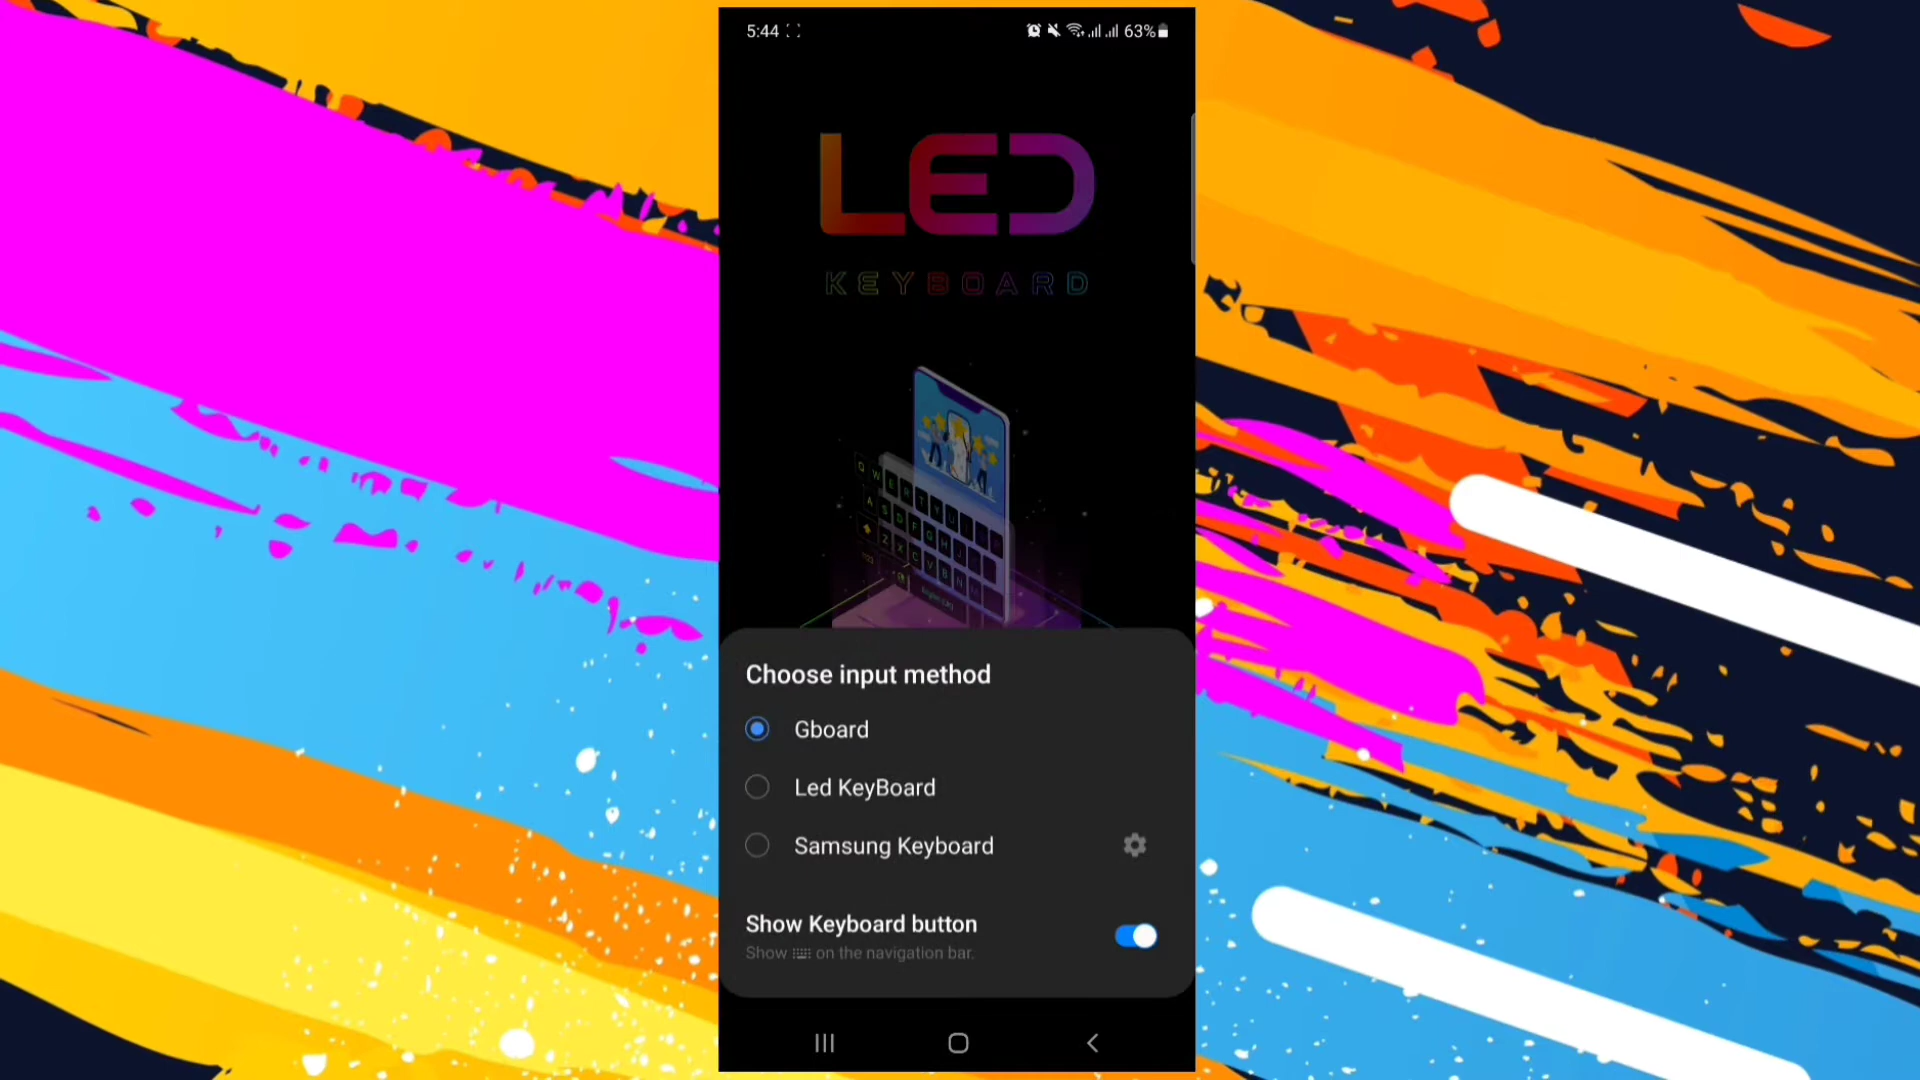 5:44
63%
LED
KEYBOARD
Choose input method
Gboard
Led KeyBoard
Samsung Keyboard
Show Keyboard button
Show on the navigation bar.